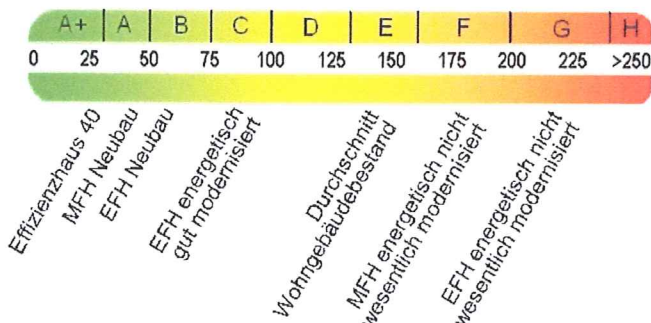 A+ A B C D E F G H
0 25 50 75 100 125 150 175 200 225 >250
Effizienzhaus 40
MFH Neubau
EFH Neubau
EFH energetisch
gut modernisiert
Durchschnitt
Wohngebäudebestand
MFH energetisch nicht
wesentlich modernisiert
EFH energetisch nicht
wesentlich modernisiert